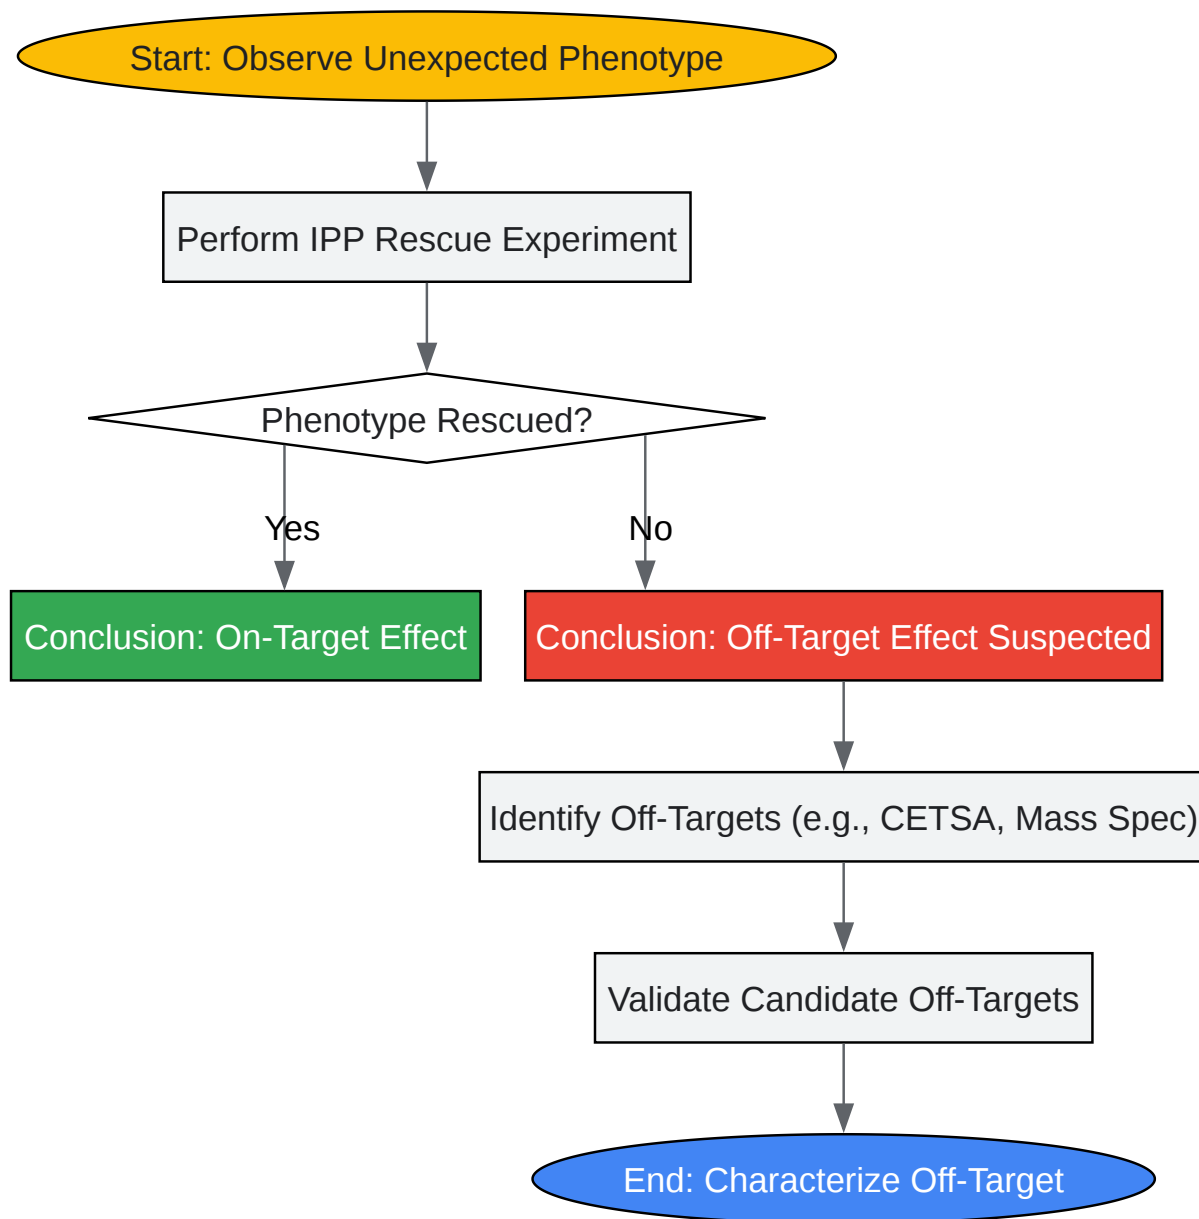 Start: Observe Unexpected Phenotype
Perform IPP Rescue Experiment
Phenotype Rescued?
Yes
No
Conclusion: On-Target Effect
Conclusion: Off-Target Effect Suspected
Identify Off-Targets (e.g., CETSA, Mass Spec)
Validate Candidate Off-Targets
End: Characterize Off-Target